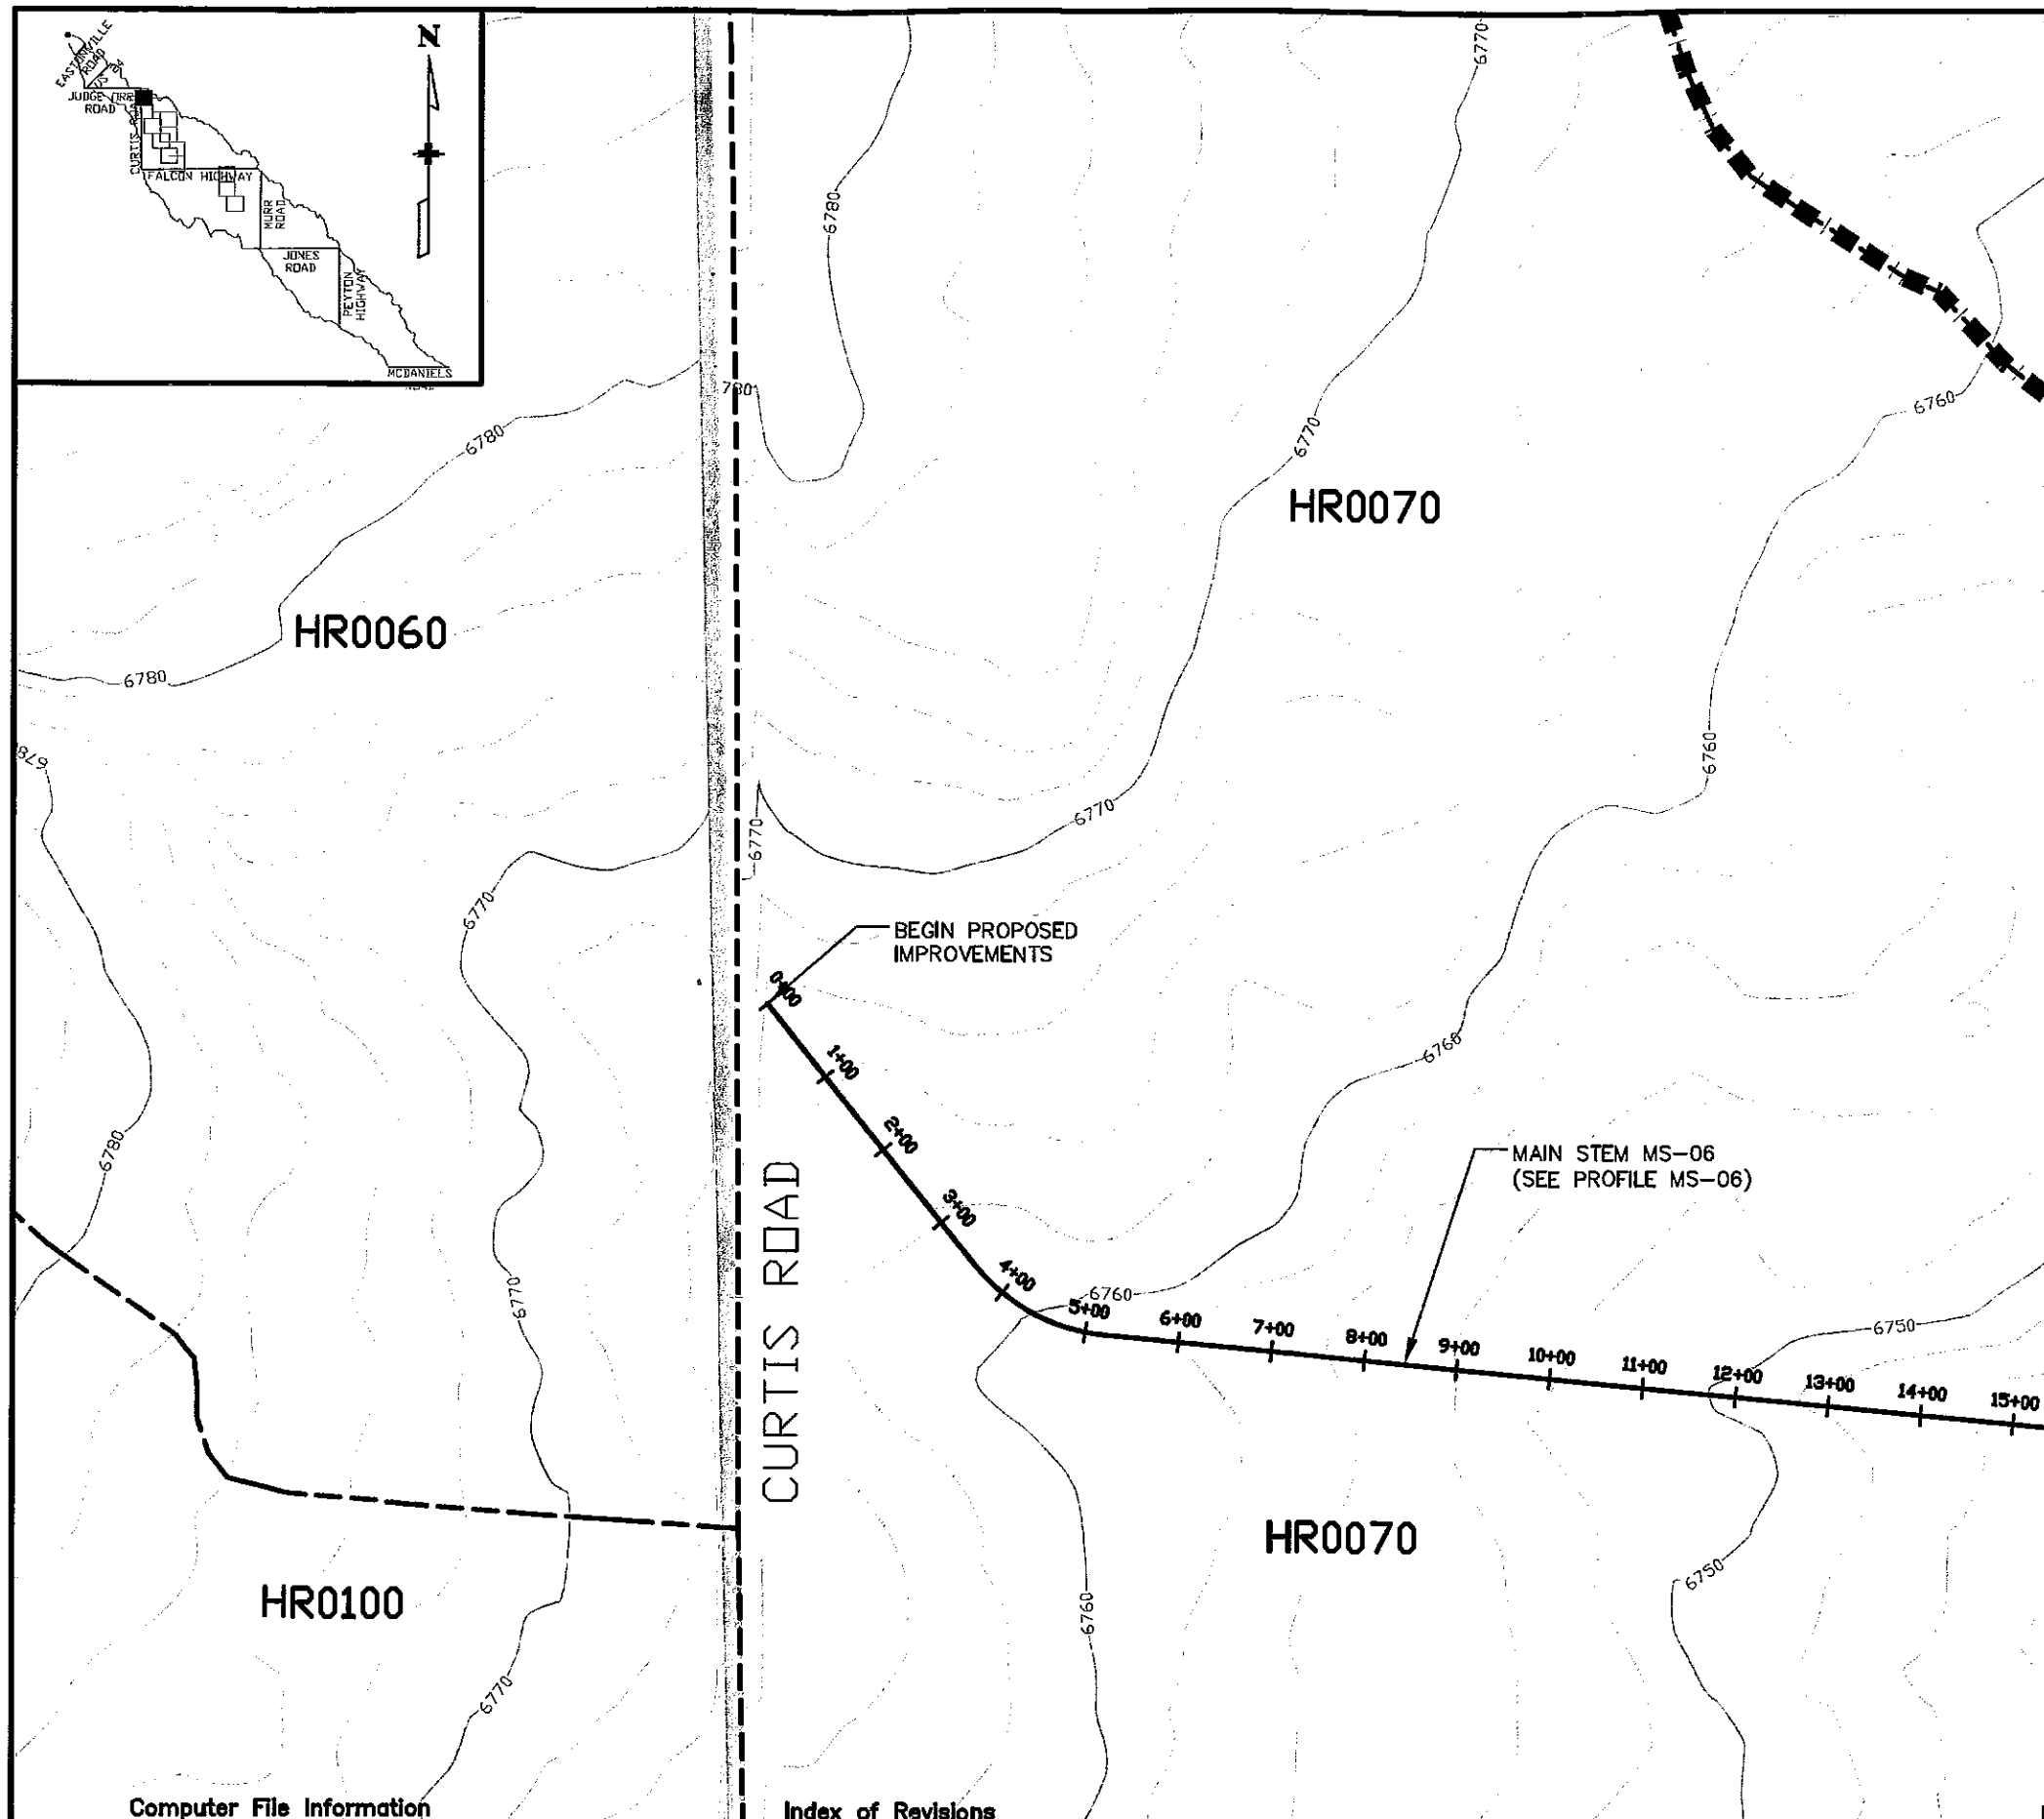 EASTONVILLE
ROAD
US 24
JUDGE ORR
ROAD
CURTIS
FALCON HIGHWAY
MURR
ROAD
JONES
ROAD
PEYTON
HIGHWAY
MCDANIELS
N
6770
6780
780
6780
6770
6760
HR0070
HR0060
6780
6760
6770
6770
6770
BEGIN PROPOSED
IMPROVEMENTS
0+00
1+00
2+00
3+00
4+00
5+00
6+00
7+00
8+00
9+00
10+00
11+00
12+00
13+00
14+00
15+00
6760
6780
MAIN STEM MS-06
(SEE PROFILE MS-06)
CURTIS ROAD
6770
6760
6750
HR0070
6750
HR0100
6760
6770
Computer File Information
Index of Revisions